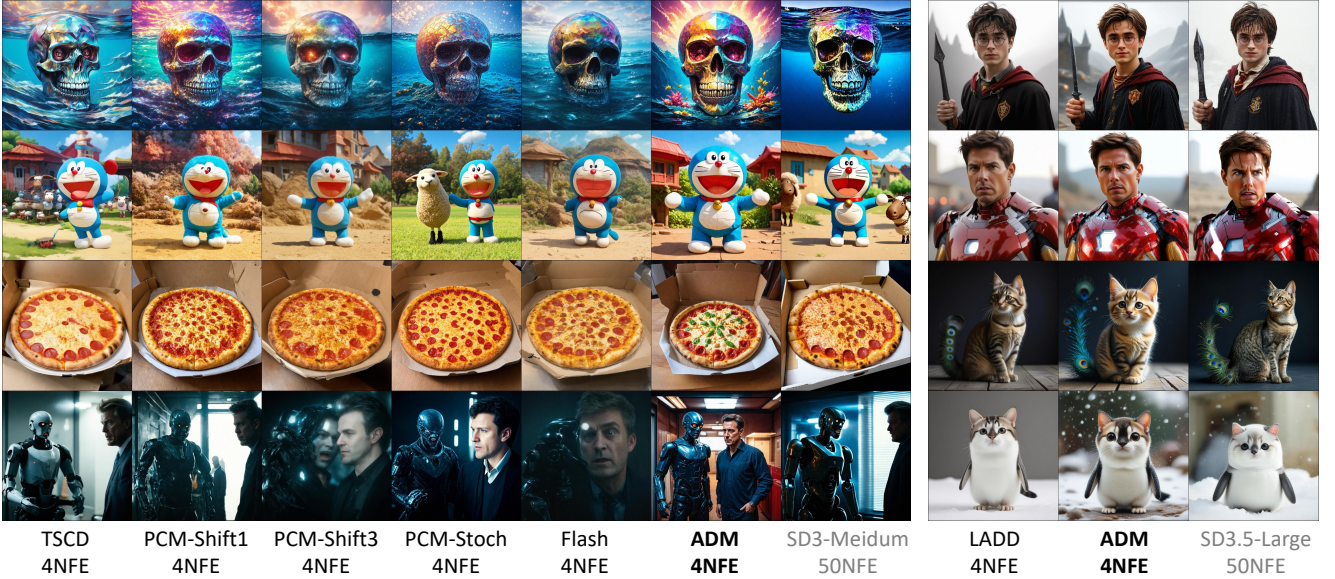 TSCD PCM-Shift1 PCM-Shift3 PCM-Stoch Flash ADM SD3-Meidum LADD ADM SD3.5-Large
4NFE 4NFE 4NFE 4NFE 4NFE 4NFE 50NFE 4NFE 4NFE 50NFE